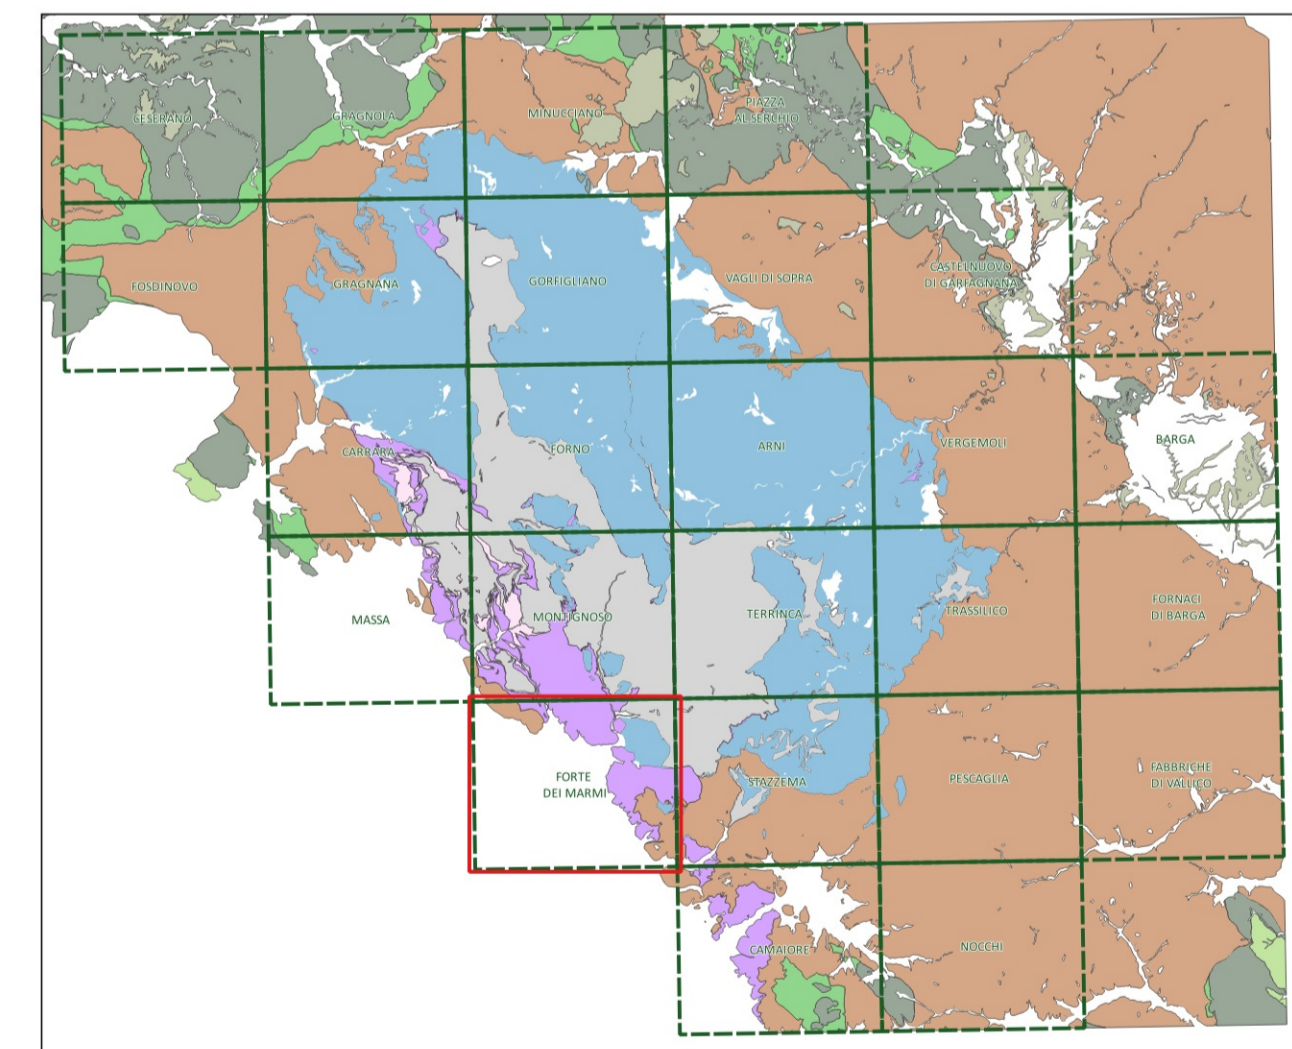 CESERANO
GRAGNOLA
MINUCCIANO
PIAZZA
AL SERCHIO
FOSDINOVO
GRAGNANA
GORFIGLIANO
VAGLI DI SOPRA
CASTELNUOVO
DI GARFAGNANA
CARRARA
FORNO
ARNI
VERGEMOLI
BARGA
MASSA
MONTIGNOSO
TERRINCA
TRASSILICO
FORNACI
DI BARGA
FORTE
DEI MARMI
STAZZEMA
PESCAGLIA
FABBRICHE
DI VALLICO
CAMAIORE
NOCCHI